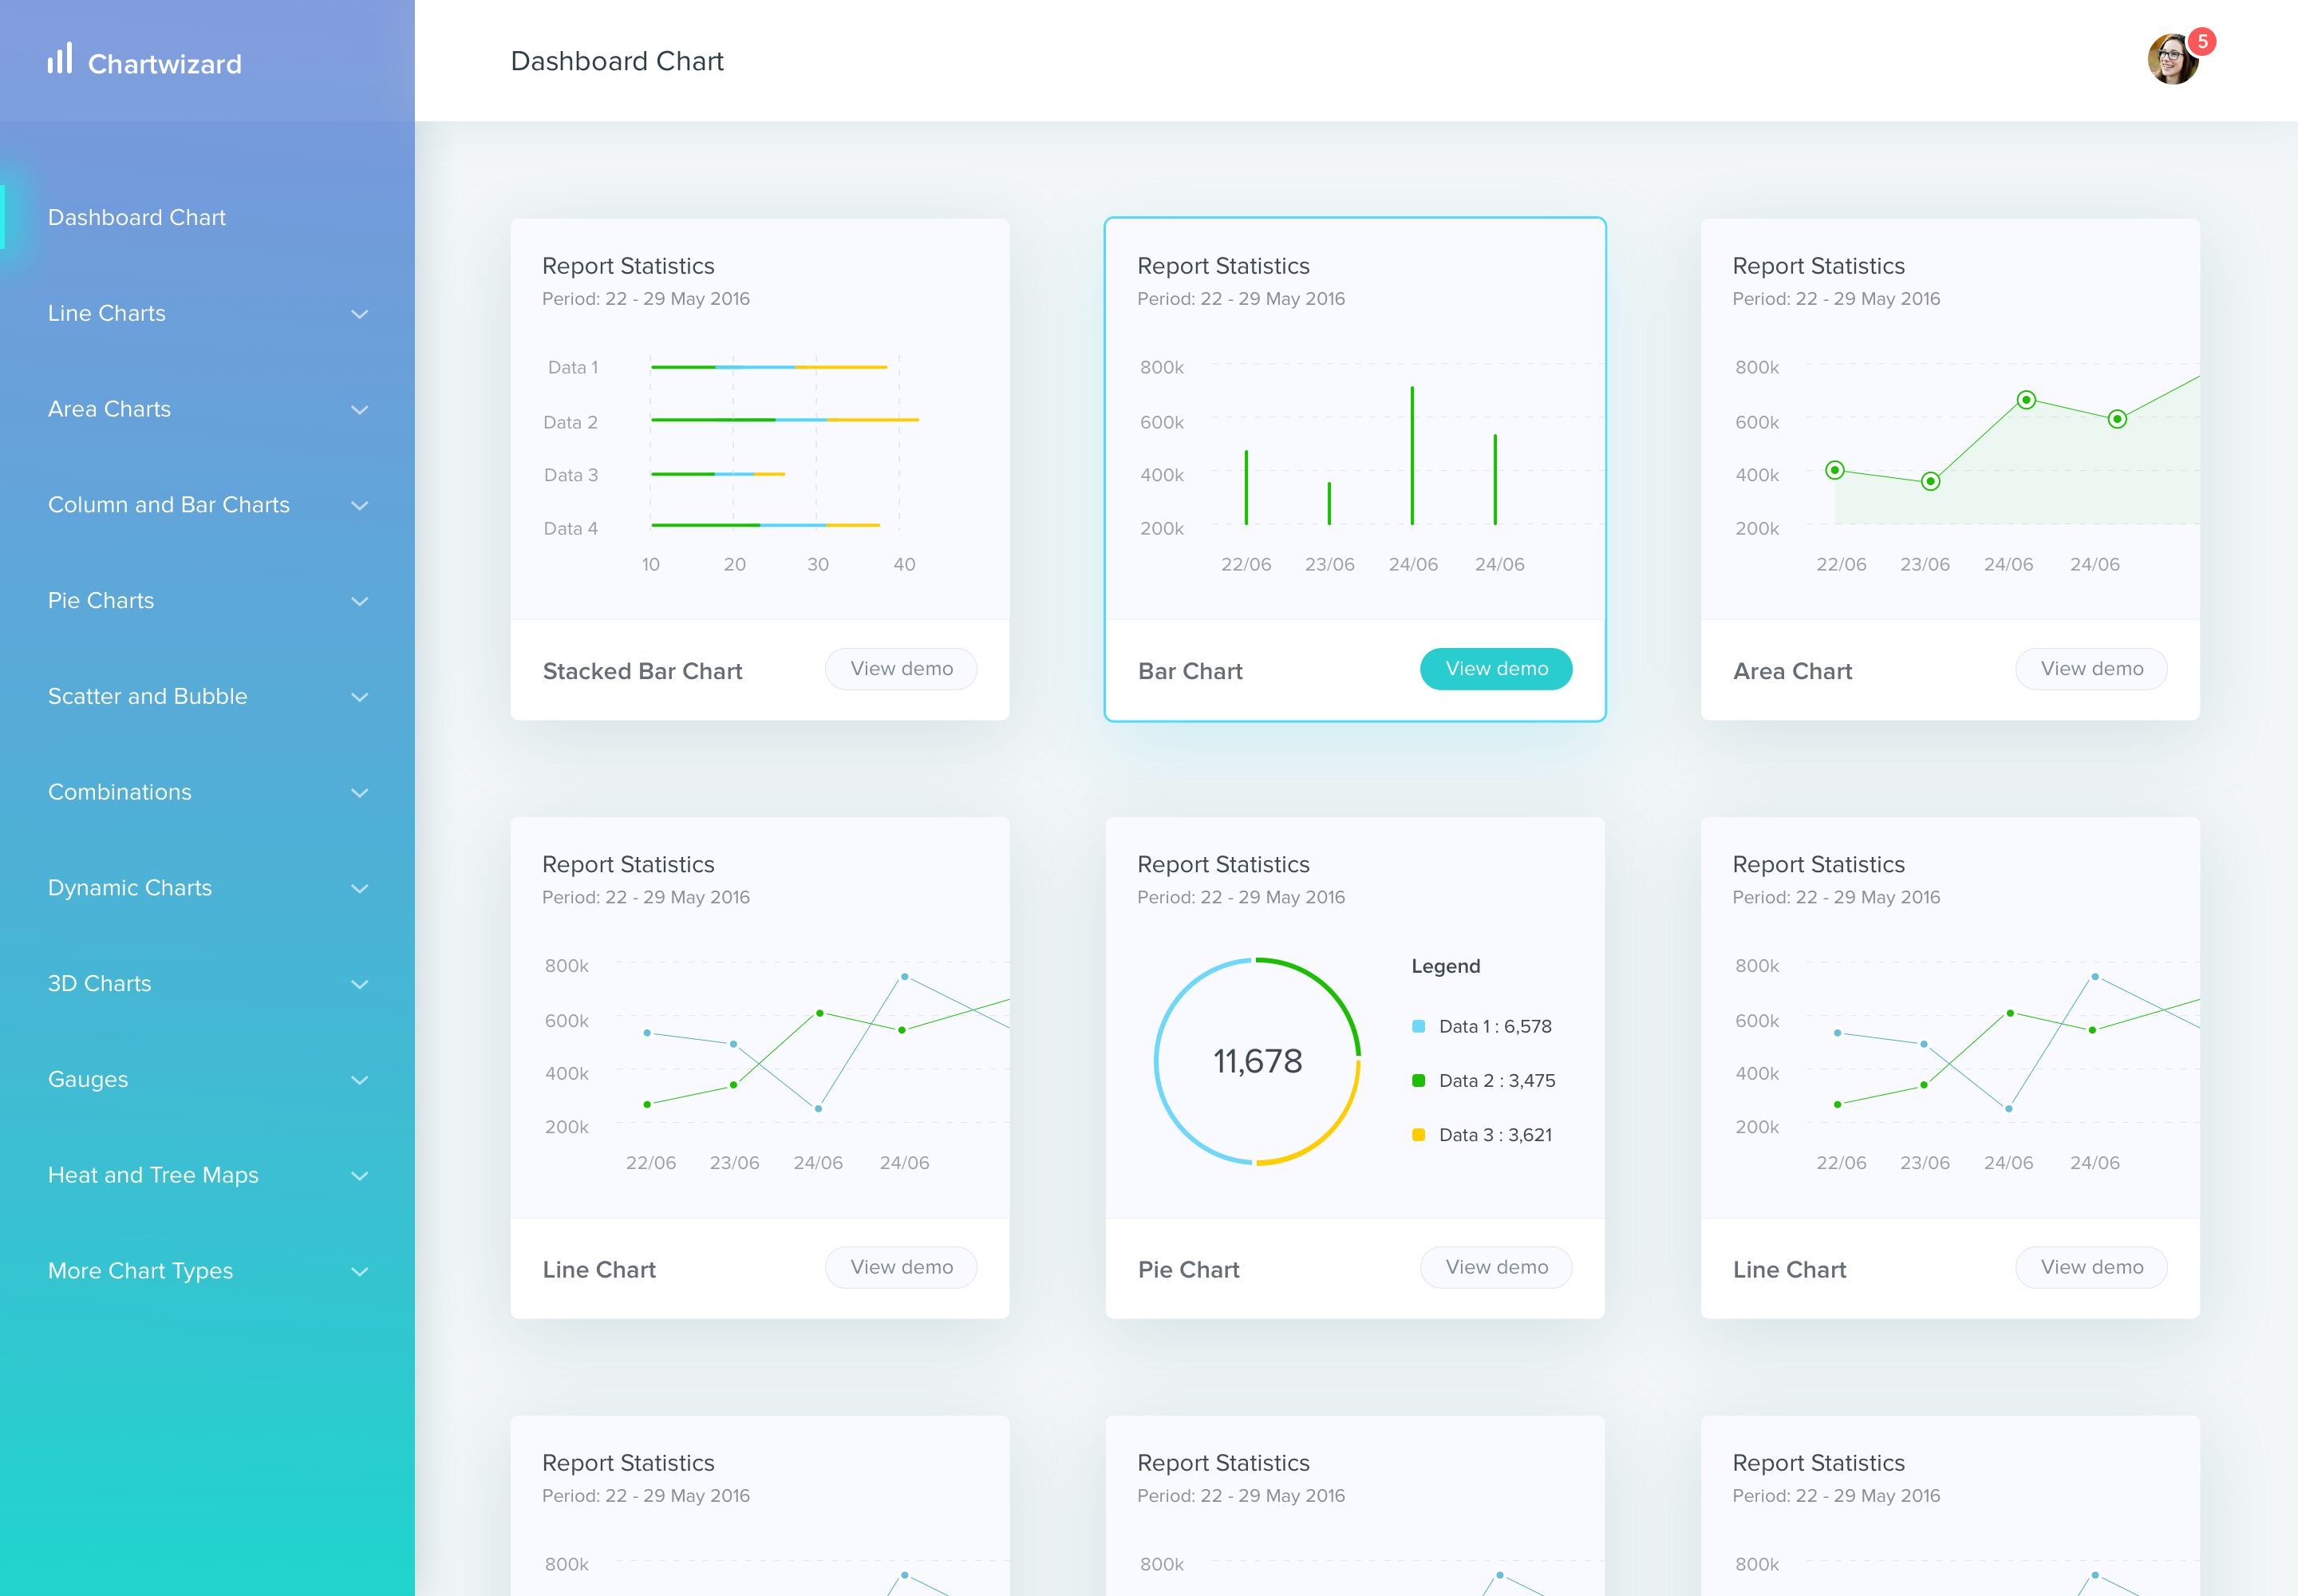 Chartwizard
Dashboard Chart
5
Dashboard Chart
Line Charts
Area Charts
Column and Bar Charts
Pie Charts
Scatter and Bubble
Combinations
Dynamic Charts
3D Charts
Gauges
Heat and Tree Maps
More Chart Types
Report Statistics
Period: 22 - 29 May 2016
Data 1
Data 2
Data 3
Data 4
10 20 30 40
Stacked Bar Chart
View demo
Report Statistics
Period: 22 - 29 May 2016
800k
600k
400k
200k
22/06 23/06 24/06 24/06
Bar Chart
View demo
Report Statistics
Period: 22 - 29 May 2016
800k
600k
400k
200k
22/06 23/06 24/06 24/06
Area Chart
View demo
Report Statistics
Period: 22 - 29 May 2016
800k
600k
400k
200k
22/06 23/06 24/06 24/06
Line Chart
View demo
Report Statistics
Period: 22 - 29 May 2016
11,678
Legend
Data 1 : 6,578
Data 2 : 3,475
Data 3 : 3,621
Pie Chart
View demo
Report Statistics
Period: 22 - 29 May 2016
800k
600k
400k
200k
22/06 23/06 24/06 24/06
Line Chart
View demo
Report Statistics
Period: 22 - 29 May 2016
800k
Report Statistics
Period: 22 - 29 May 2016
800k
Report Statistics
Period: 22 - 29 May 2016
800k